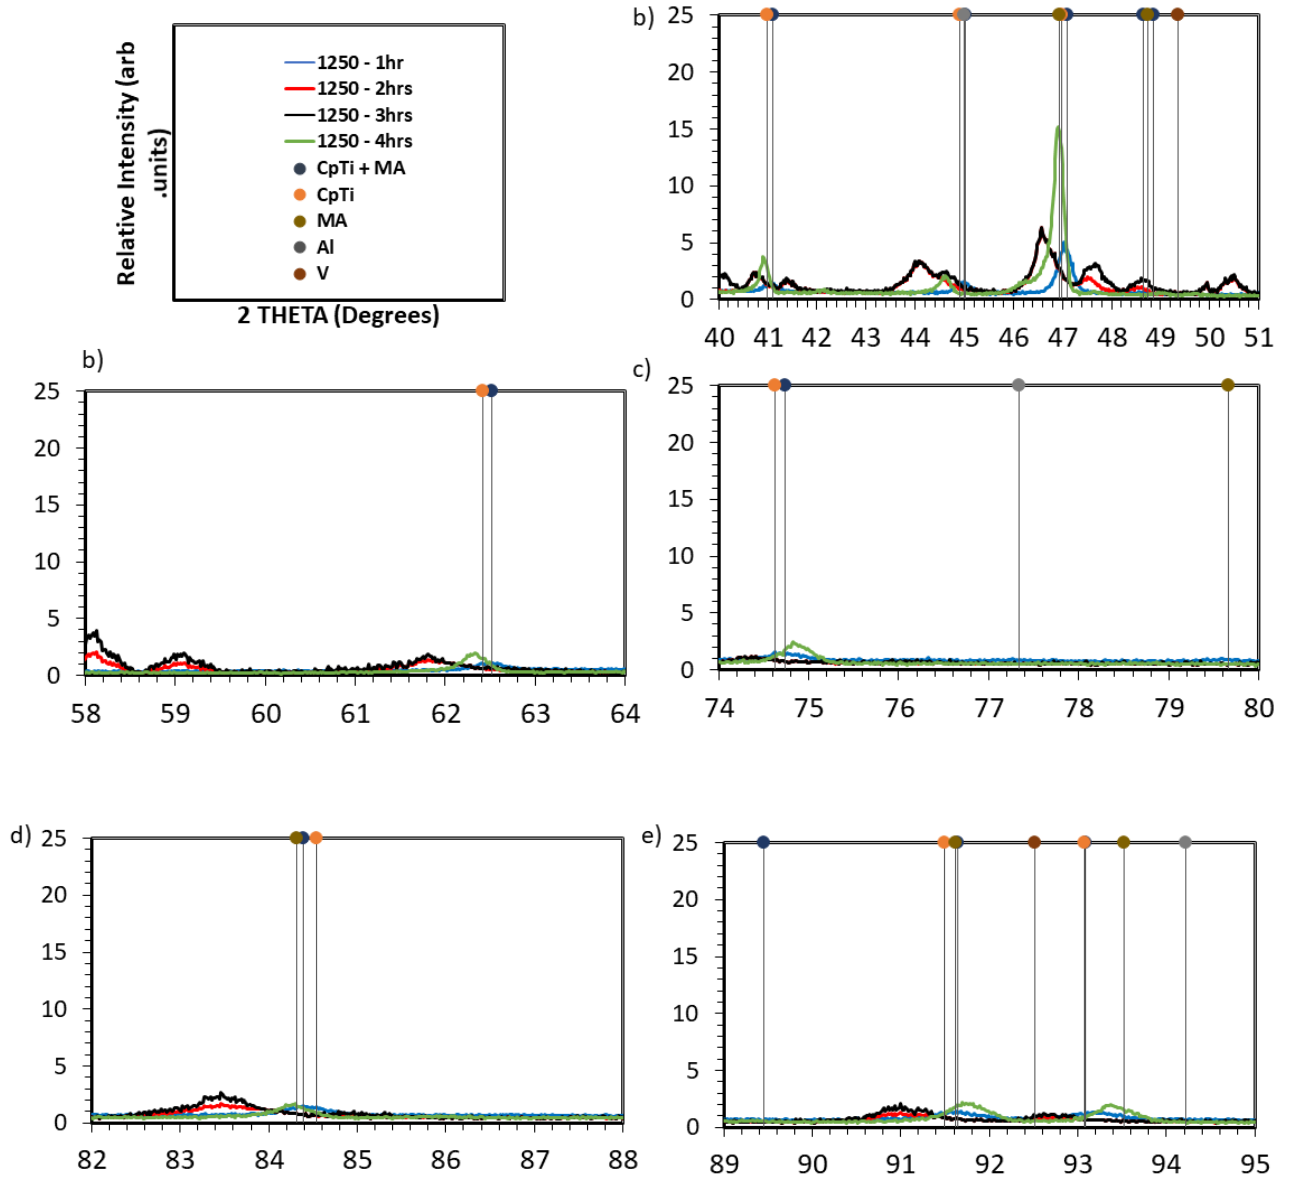 Relative Intensity (arb
.units)
1250 - 1hr
1250 - 2hrs
1250 - 3hrs
1250 - 4hrs
CpTi + MA
CpTi
MA
Al
V
2 THETA (Degrees)
b)
25
20
15
10
5
0
40 41 42 43 44 45 46 47 48 49 50 51
b)
25
20
15
10
5
0
58 59 60 61 62 63 64
c)
25
20
15
10
5
0
74 75 76 77 78 79 80
d)
25
20
15
10
5
0
82 83 84 85 86 87 88
e)
25
20
15
10
5
0
89 90 91 92 93 94 95